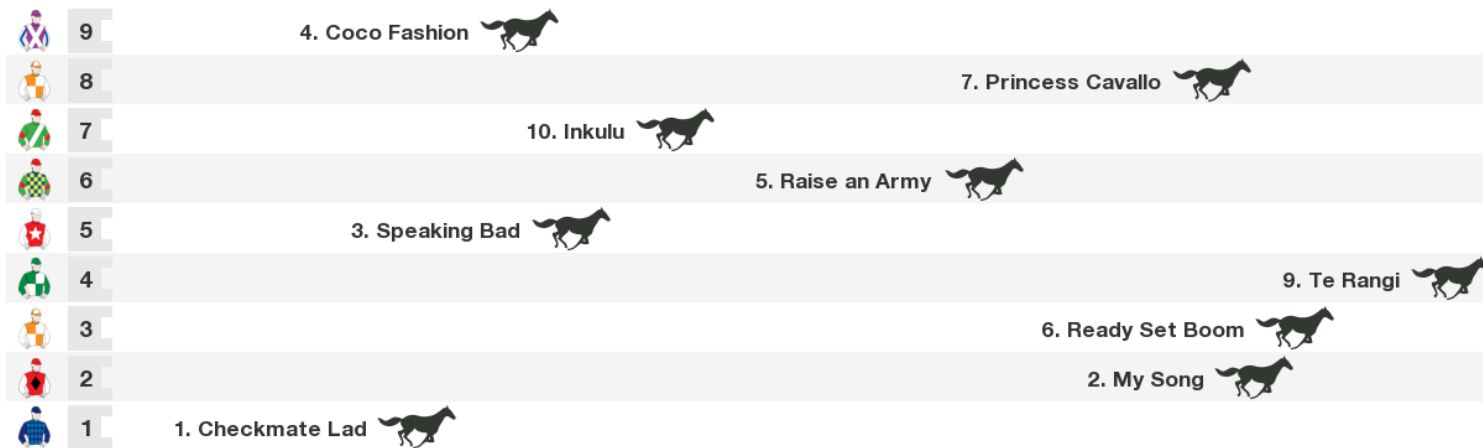 9 4. Coco Fashion
8 7. Princess Cavallo
7 10. Inkulu
6 5. Raise an Army
5 3. Speaking Bad
4 9. Te Rangi
3 6. Ready Set Boom
2 2. My Song
1 1. Checkmate Lad